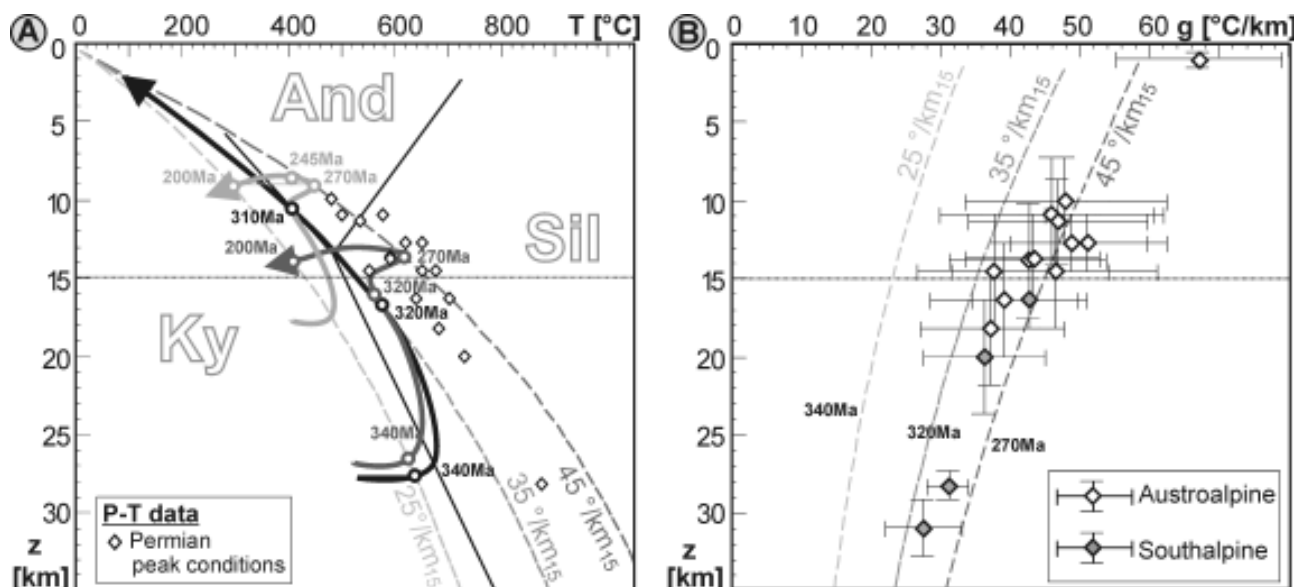 A
0
200
400
600
T [°C]
0
5
10
15
20
25
30
z
[km]
And
Sil
Ky
245Ma
200Ma
270Ma
310Ma
200Ma
270Ma
320Ma
320Ma
340Ma
340Ma
25°/km15
35°/km15
45°/km15
P-T data
Permian
peak conditions
B
0
10
20
30
40
50
60
g [°C/km]
0
5
10
15
20
25
30
z
[km]
25°/km15
35°/km15
45°/km15
340Ma
320Ma
270Ma
Austroalpine
Southalpine